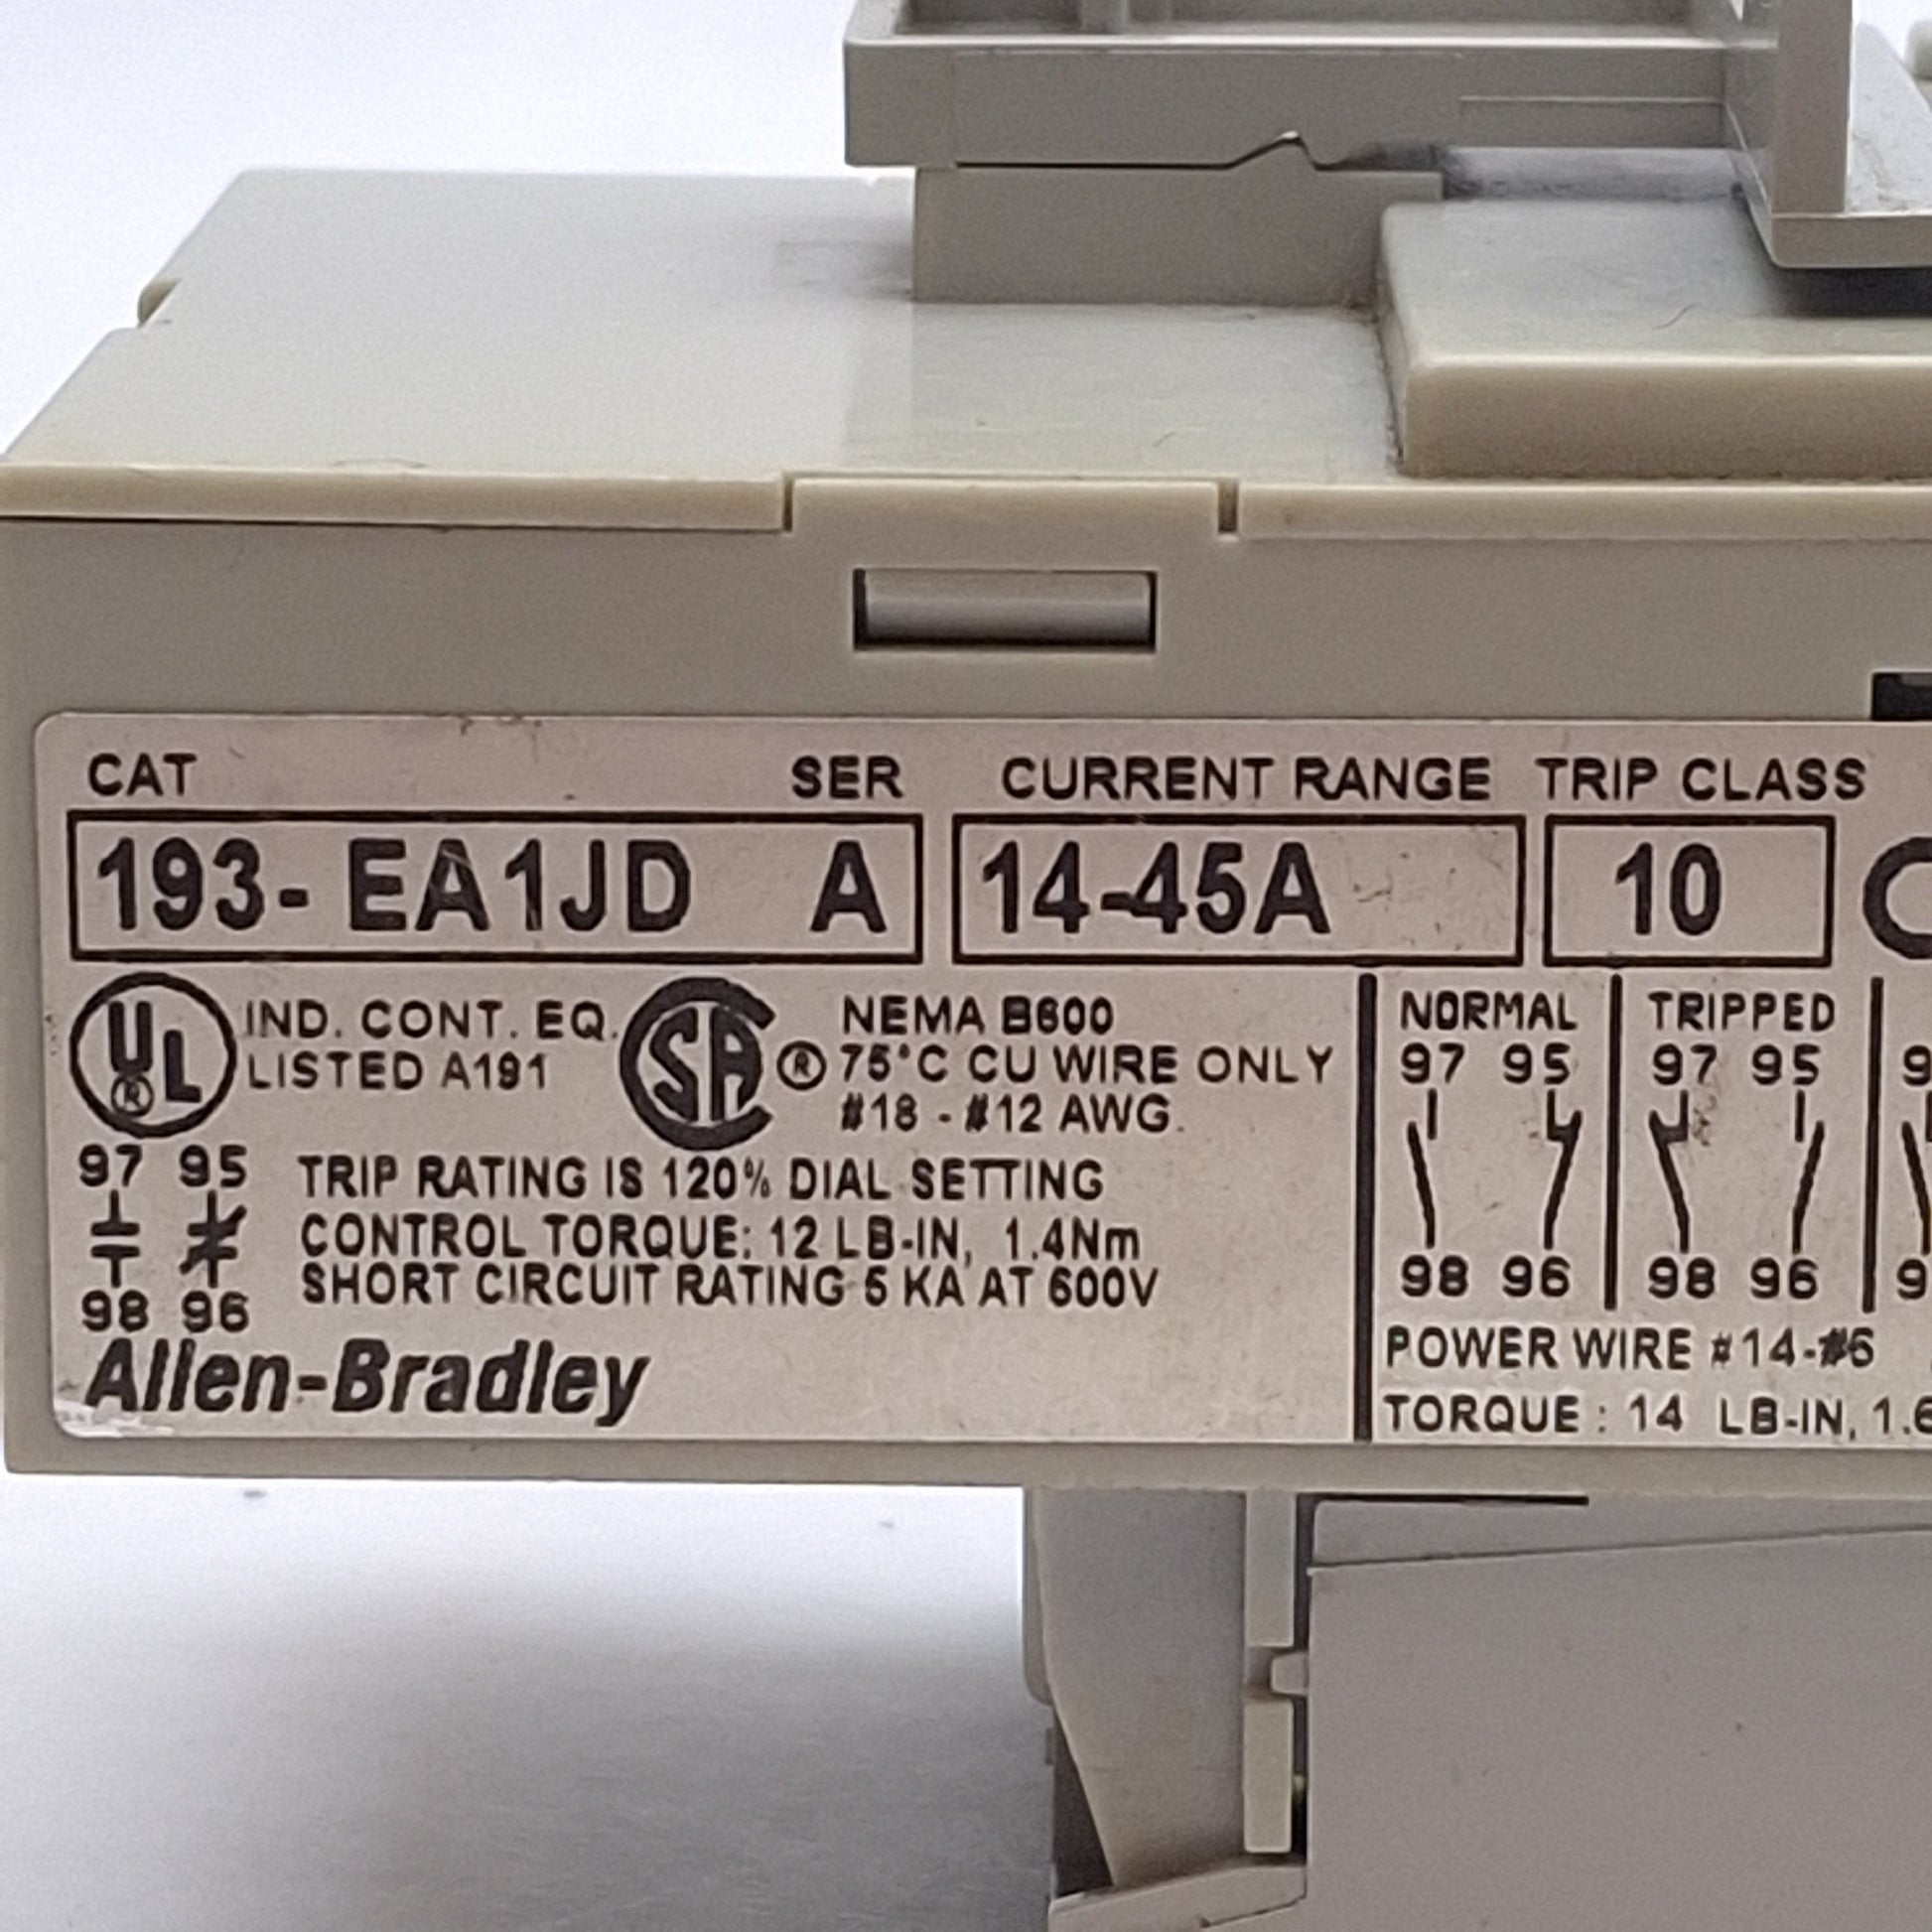 CAT SER CURRENT RANGE TRIP CLASS
193- EA1JD A 14-45A 10
UL ® IND. CONT. EQ.
LISTED A191
SA ® NEMA B600
75°C CU WIRE ONLY
#18 - #12 AWG.
97 95
98 96
TRIP RATING IS 120% DIAL SETTING
CONTROL TORQUE: 12 LB-IN, 1.4Nm
SHORT CIRCUIT RATING 5 KA AT 600V
Allen-Bradley
NORMAL TRIPPED
97 95 97 95
98 96 98 96
POWER WIRE #14-#6
TORQUE: 14 LB-IN,